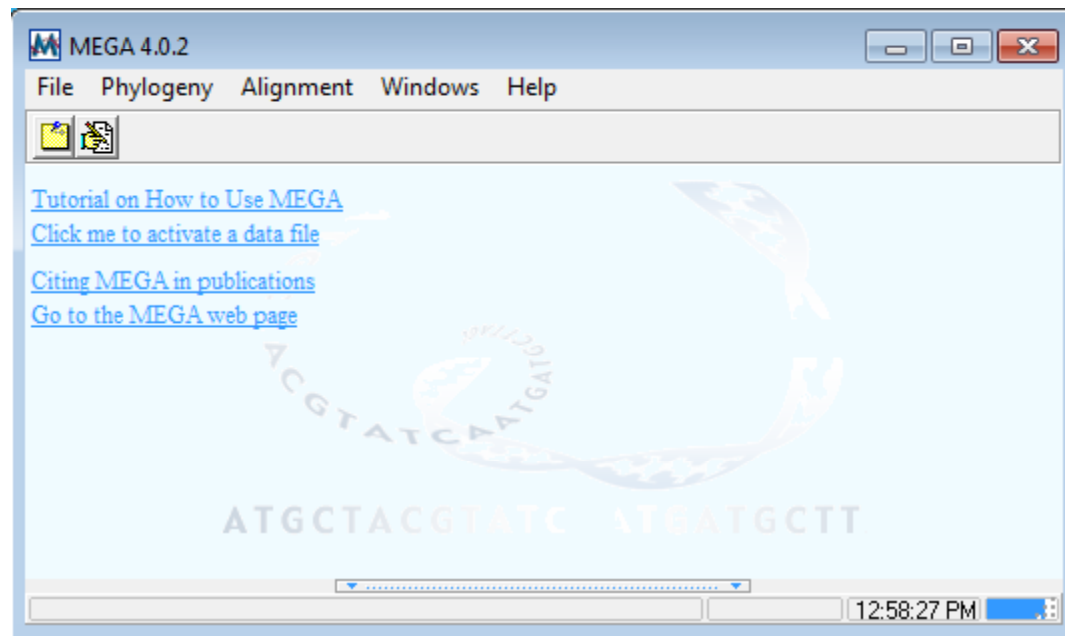 MEGA 4.0.2
File Phylogeny Alignment Windows Help
Tutorial on How to Use MEGA
Click me to activate a data file
Citing MEGA in publications
Go to the MEGA web page
ACGTATCAATGAT
ATGCTACGTATC ATGATGCTT
12:58:27 PM